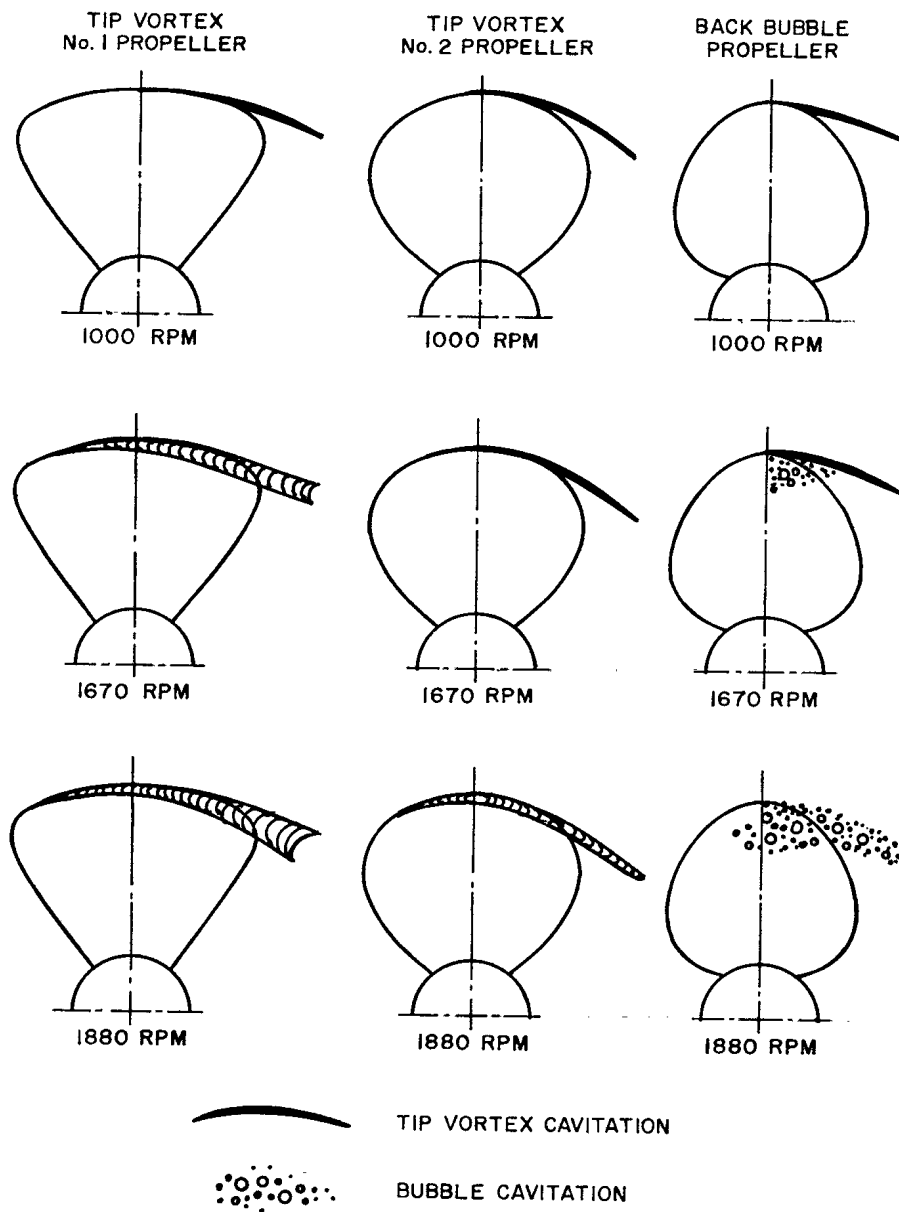 TIP VORTEX
No. 1 PROPELLER
TIP VORTEX
No. 2 PROPELLER
BACK BUBBLE
PROPELLER
1000 RPM
1000 RPM
1000 RPM
1670 RPM
1670 RPM
1670 RPM
1880 RPM
1880 RPM
1880 RPM
TIP VORTEX CAVITATION
BUBBLE CAVITATION